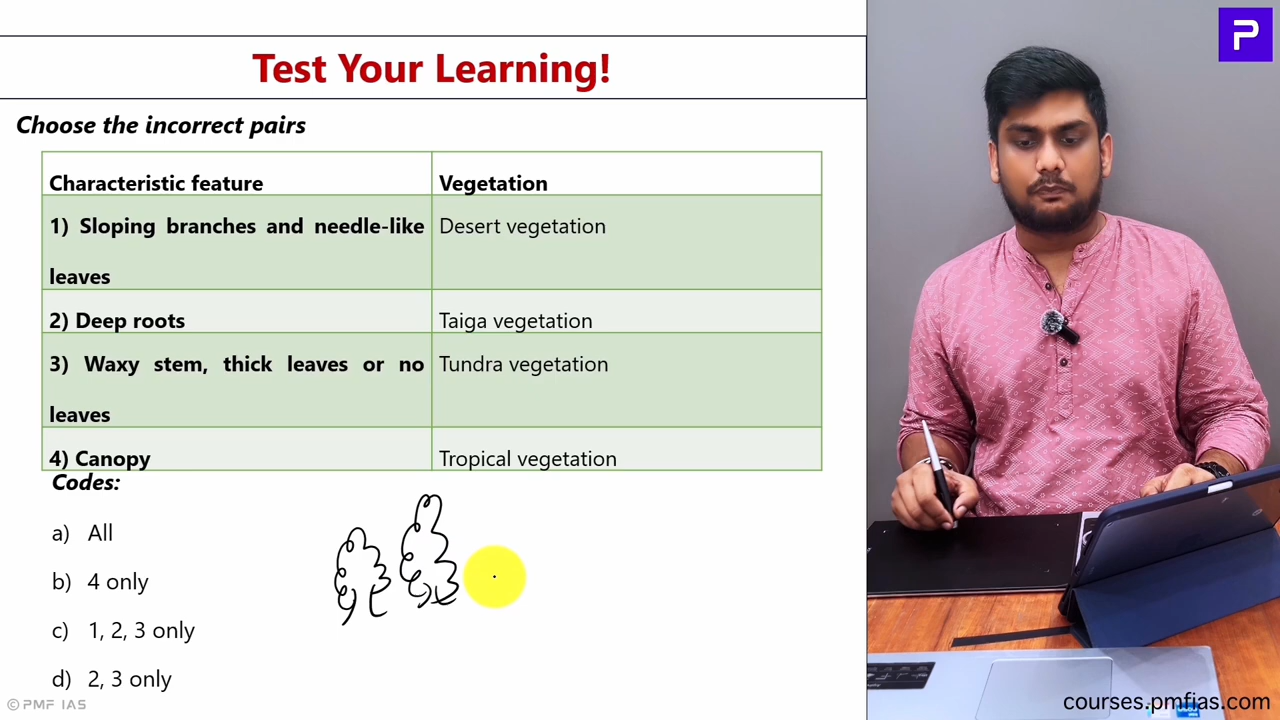 Test Your Learning!
Choose the incorrect pairs
Characteristic feature
Vegetation
1) Sloping branches and needle-like
leaves
Desert vegetation
2) Deep roots
Taiga vegetation
3) Waxy stem, thick leaves or no
leaves
Tundra vegetation
4) Canopy
Tropical vegetation
Codes:
a) All
b) 4 only
c) 1, 2, 3 only
d) 2, 3 only
© PMF IAS
P
courses.pmfias.com